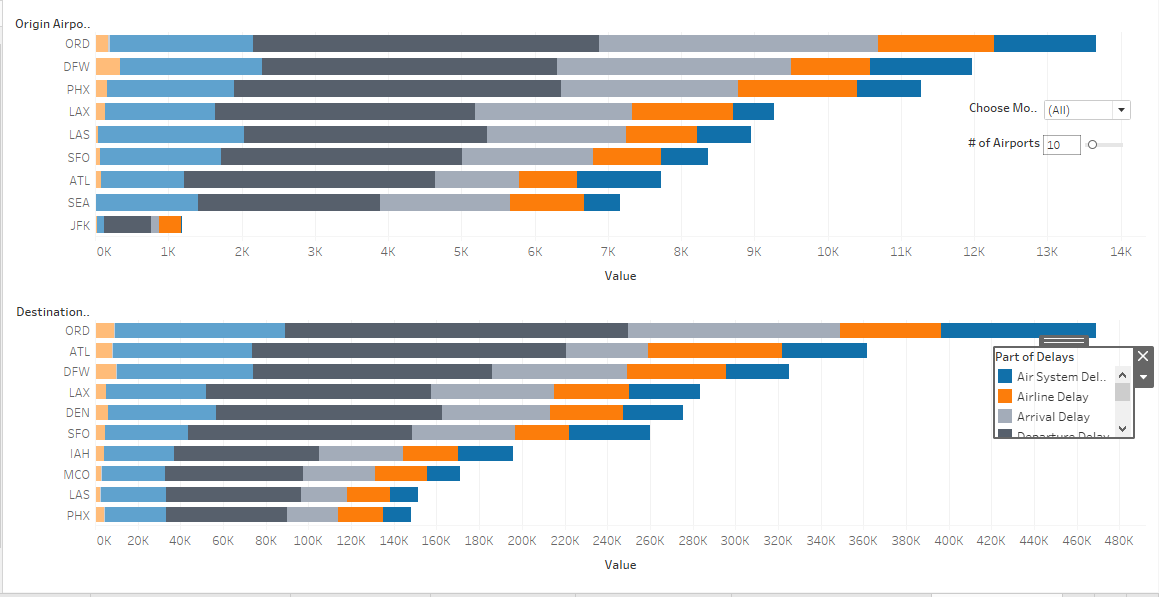 Origin Airpo..
ORD
DFW
PHX
LAX
LAS
SFO
ATL
SEA
JFK
0K 1K 2K 3K 4K 5K 6K 7K 8K 9K 10K 11K 12K 13K 14K
Value
Choose Mo.. (All)
# of Airports 10
Destination..
ORD
ATL
DFW
LAX
DEN
SFO
IAH
MCO
LAS
PHX
0K 20K 40K 60K 80K 100K 120K 140K 160K 180K 200K 220K 240K 260K 280K 300K 320K 340K 360K 380K 400K 420K 440K 460K 480K
Value
Part of Delays
Air System Del..
Airline Delay
Arrival Delay
Departure Delay